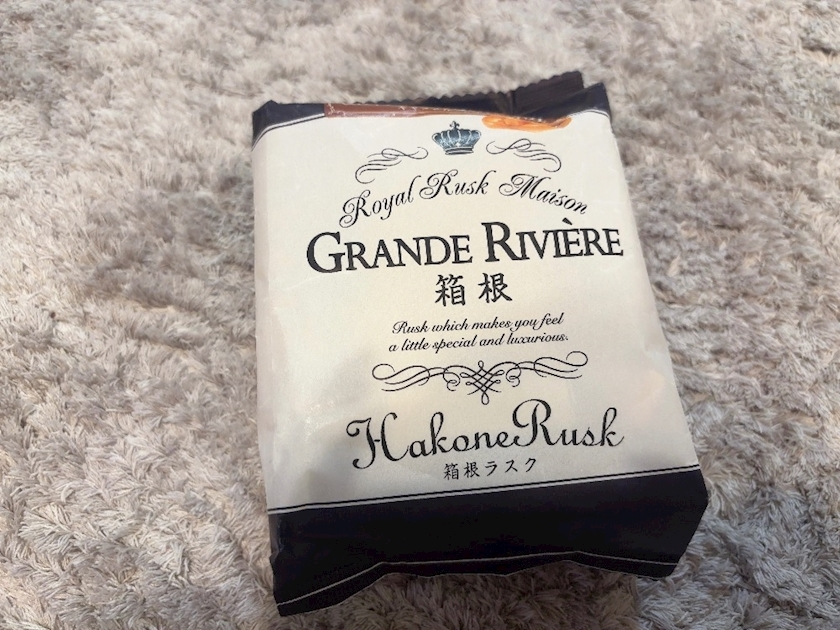 Royal Rusk Maison
GRANDE RIVIÈRE
箱根
Rusk which makes you feel
a little special and luxurious.
HakoneRusk
箱根ラスク